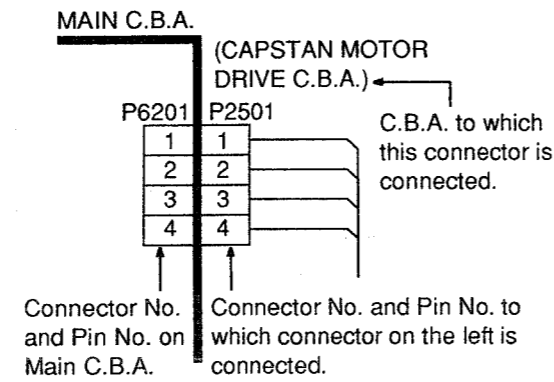 MAIN C.B.A.
(CAPSTAN MOTOR
DRIVE C.B.A.)
C.B.A. to which
this connector is
connected.
P6201 P2501
1 1
2 2
3 3
4 4
Connector No.
and Pin No. on
Main C.B.A.
Connector No. and Pin No. to
which connector on the left is
connected.